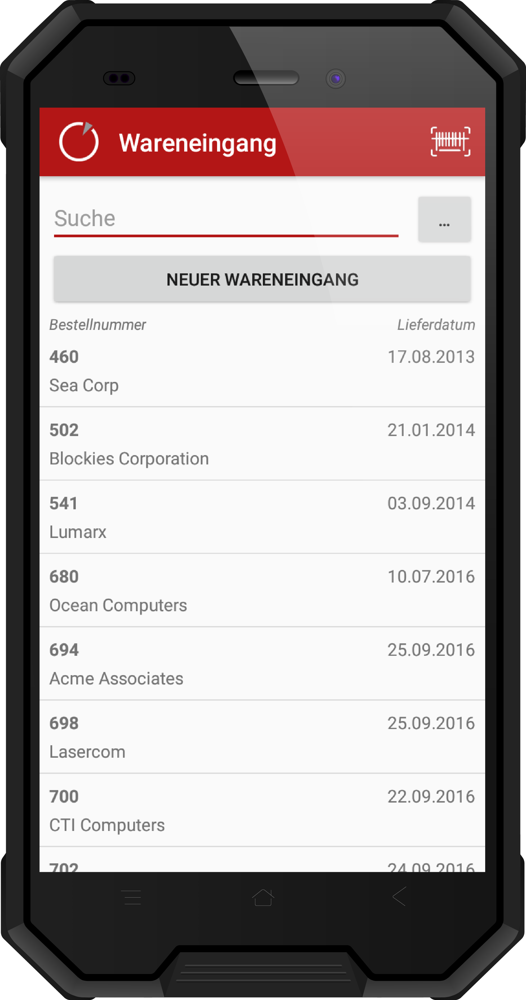 Wareneingang
Suche
...
NEUER WARENEINGANG
Bestellnummer Lieferdatum
460 17.08.2013
Sea Corp
502 21.01.2014
Blockies Corporation
541 03.09.2014
Lumarx
680 10.07.2016
Ocean Computers
694 25.09.2016
Acme Associates
698 25.09.2016
Lasercom
700 22.09.2016
CTI Computers
702 24.09.2016